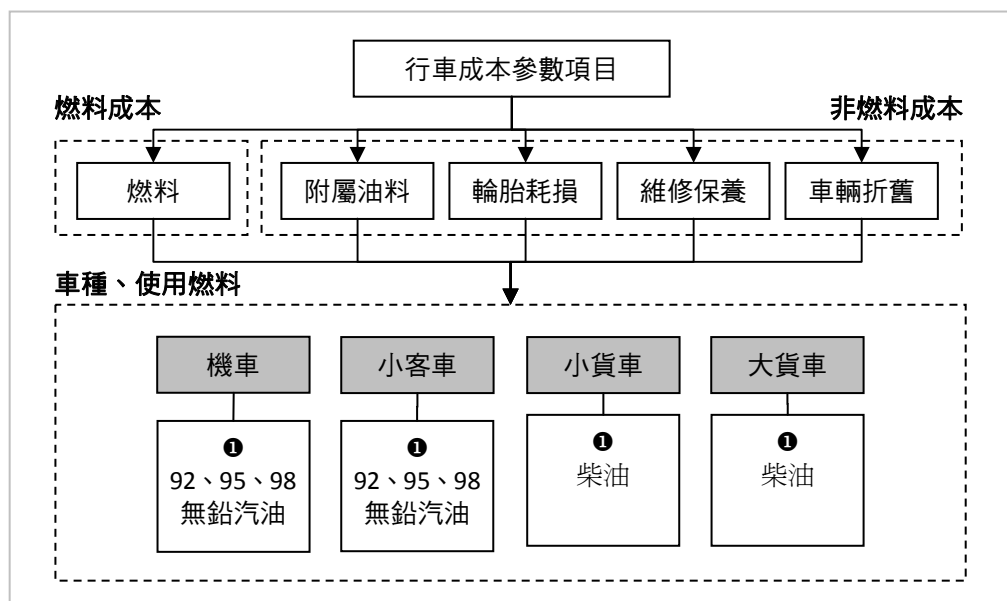 行車成本參數項目
燃料成本
非燃料成本
燃料
附屬油料
輪胎耗損
維修保養
車輛折舊
車種、使用燃料
機車
小客車
小貨車
大貨車
❶
92、95、98
無鉛汽油
❶
92、95、98
無鉛汽油
❶
柴油
❶
柴油